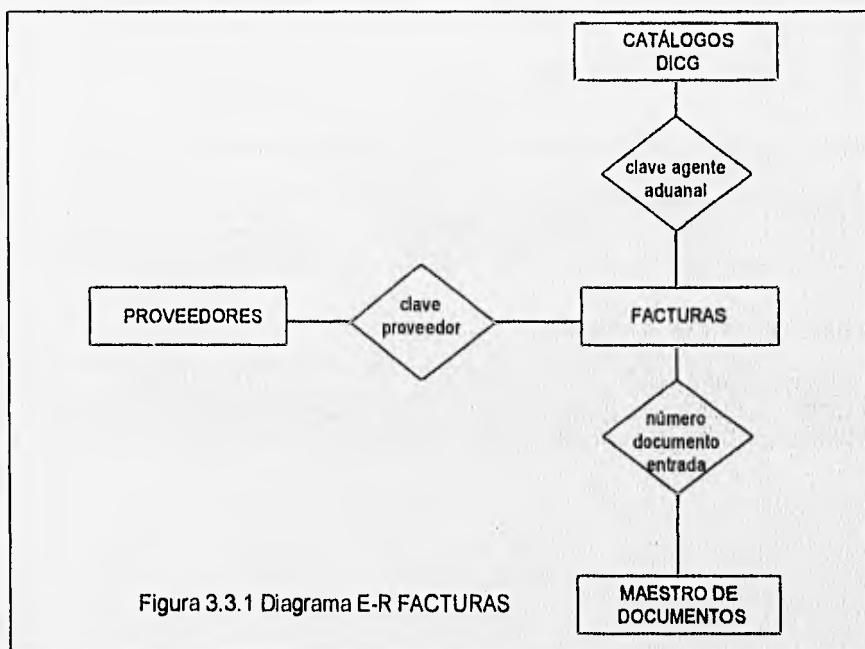 CATÁLOGOS
DICG
clave agente
aduanal
PROVEEDORES
clave
proveedor
FACTURAS
número
documento
entrada
MAESTRO DE
DOCUMENTOS
Figura 3.3.1 Diagrama E-R FACTURAS